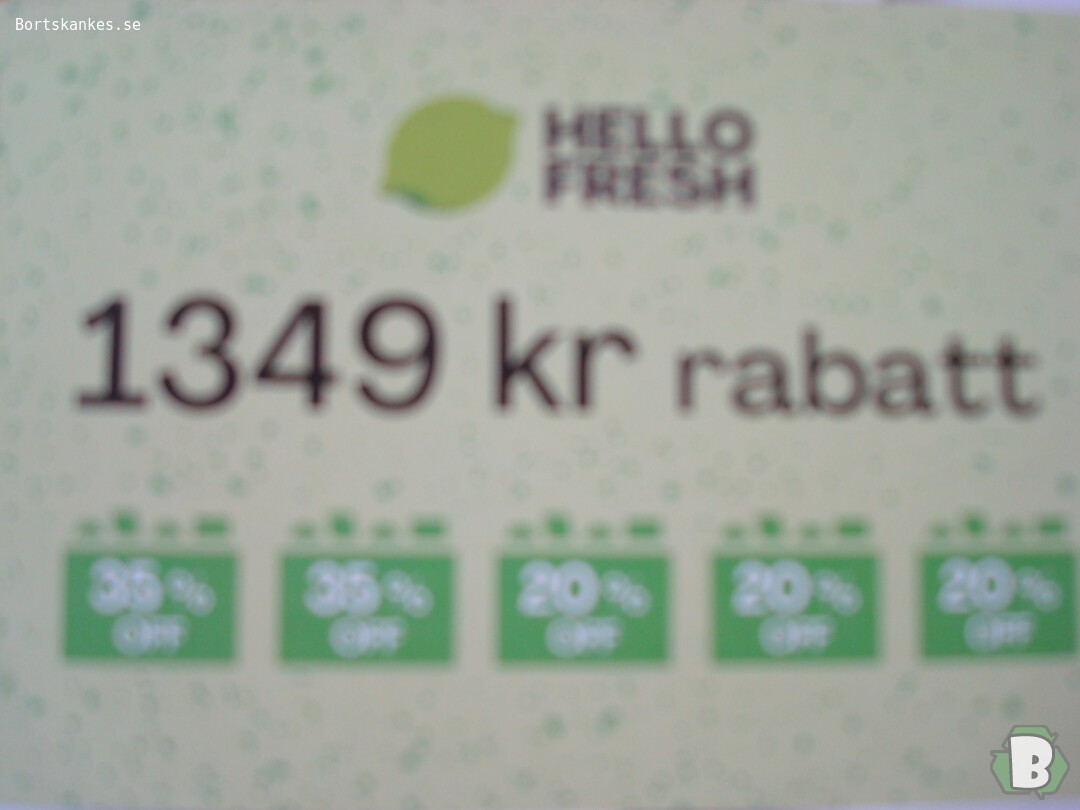 Bortskankes.se
HELLO
FRESH
1349 kr rabatt
35% 35% 20% 20% 20%
OFF OFF OFF OFF OFF
B